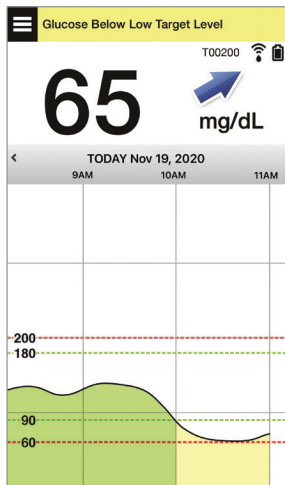 Glucose Below Low Target Level
T00200
65
mg/dL
< TODAY Nov 19, 2020
9AM 10AM 11AM
200
180
90
60